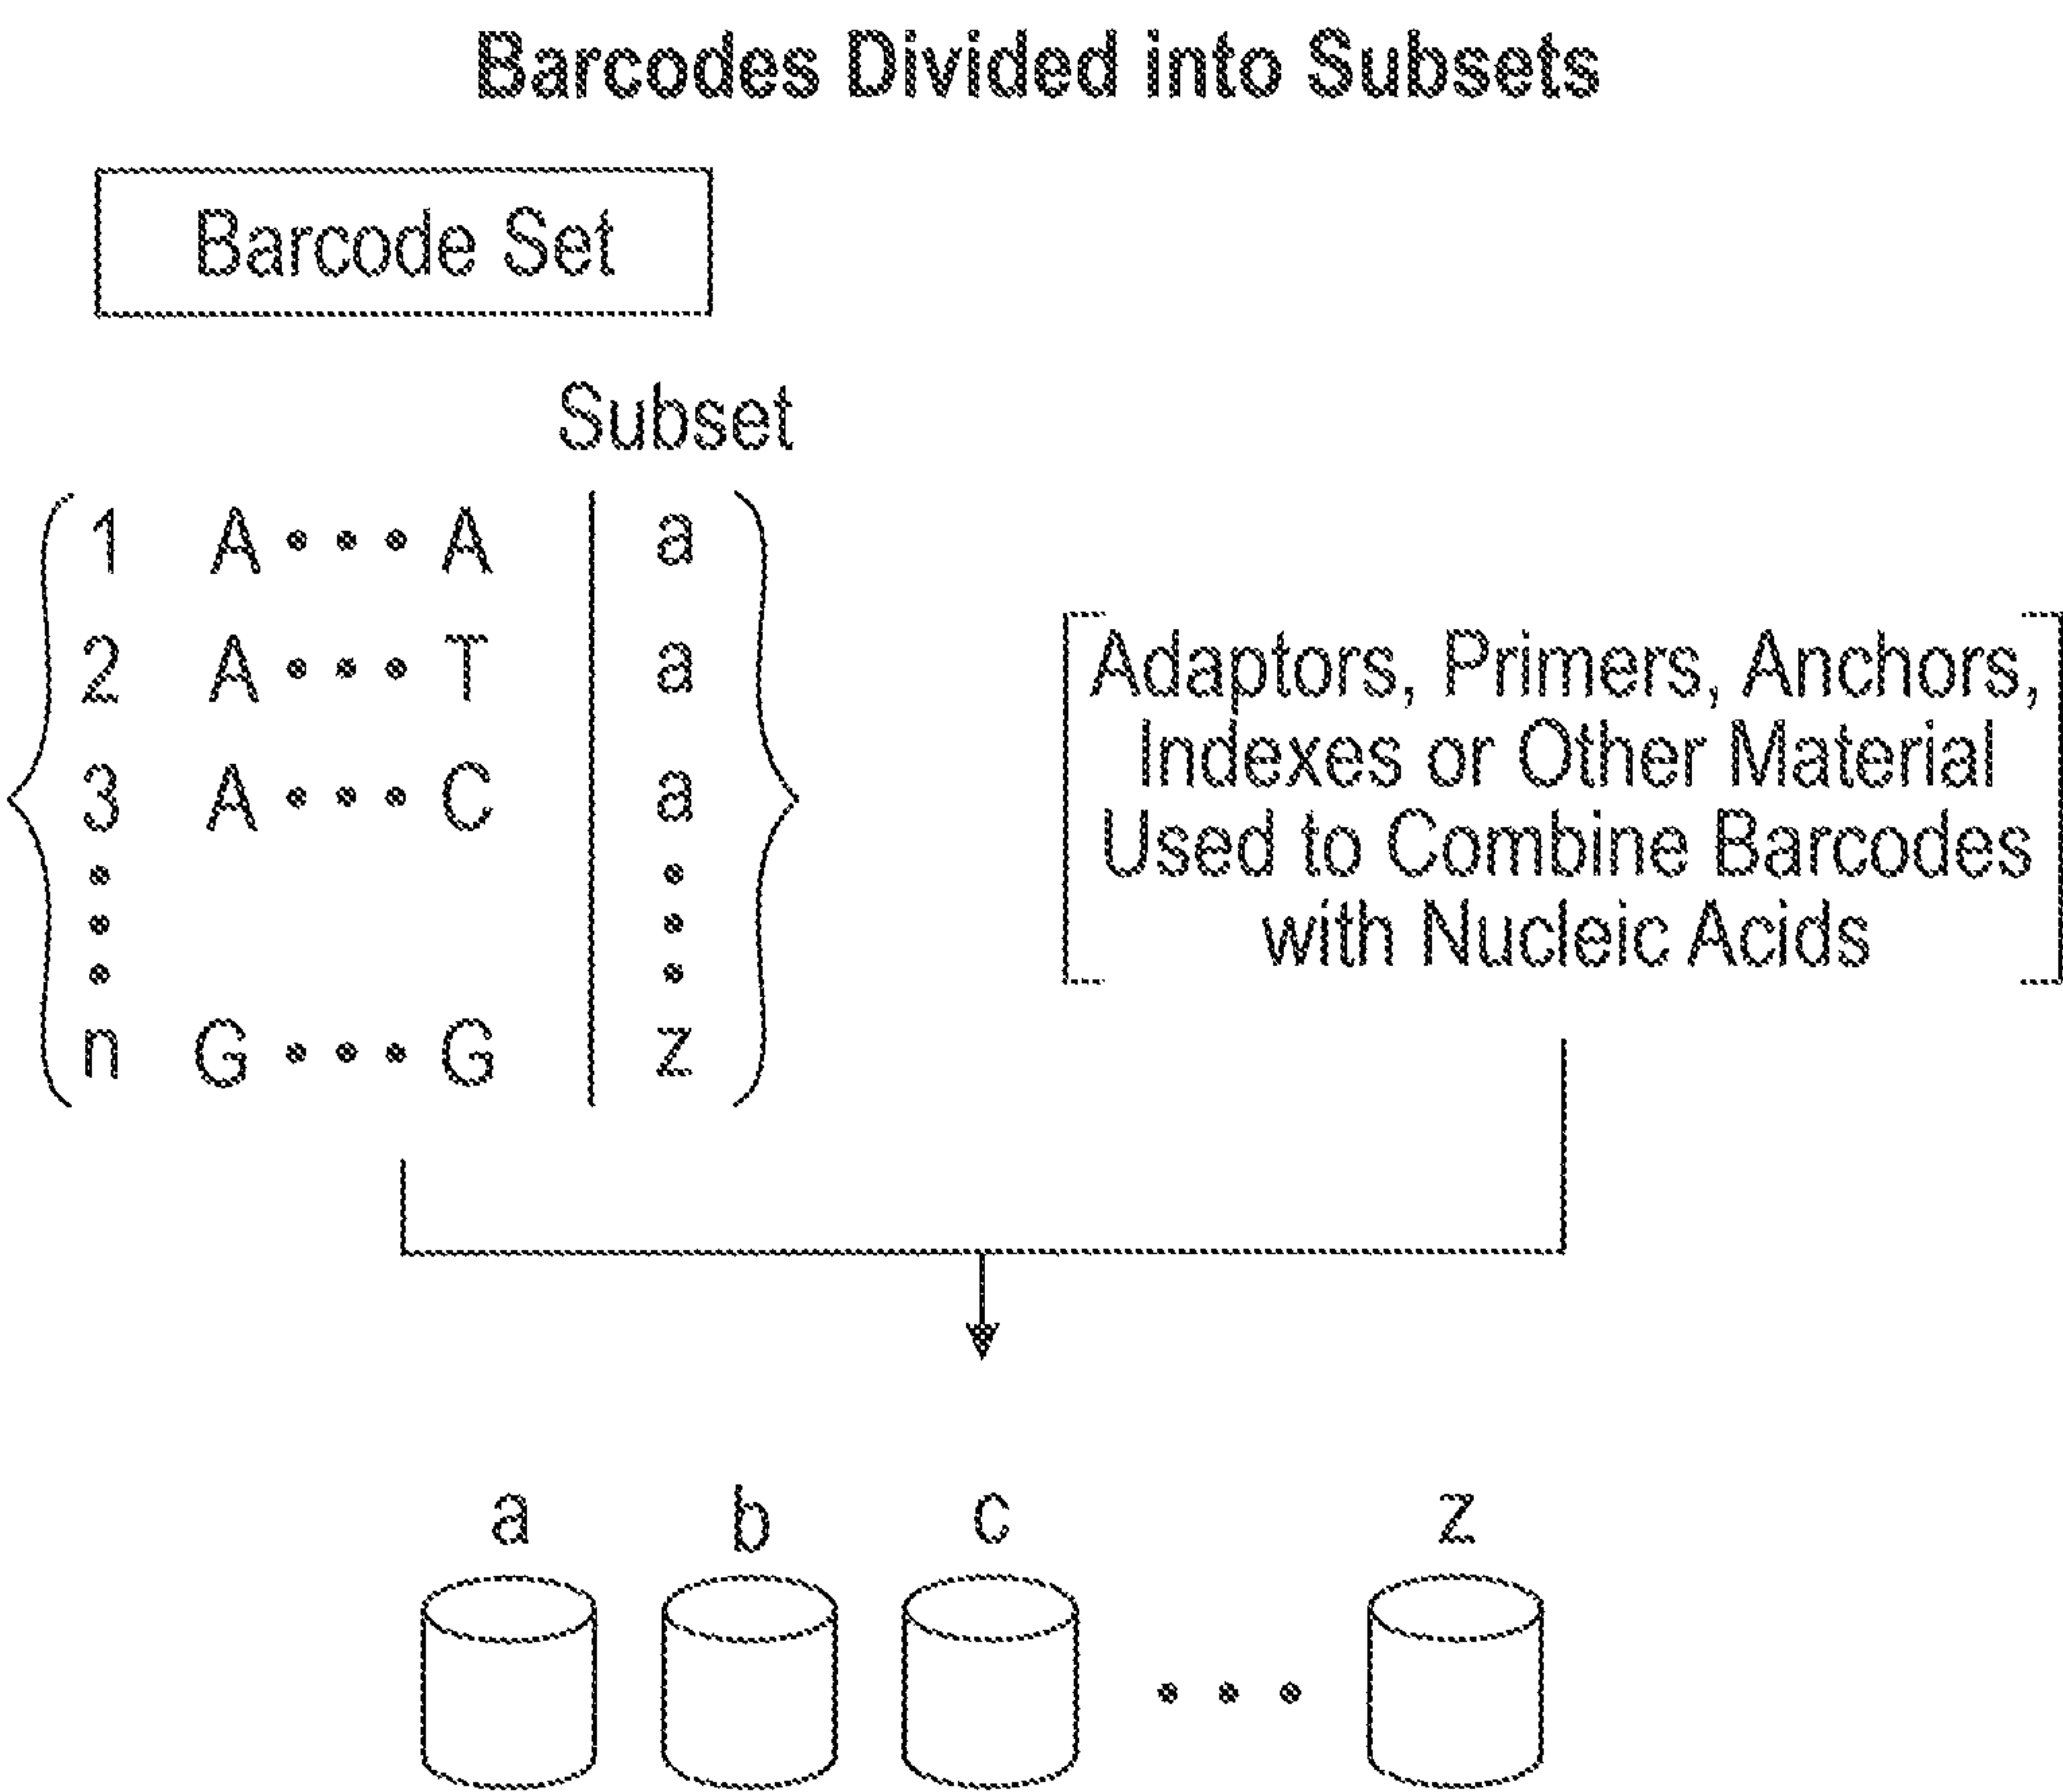 Barcodes Divided into Subsets
Barcode Set
Subset
1 A • • • A a
2 A • • • T a
3 A • • • C a
• •
• •
• •
n G • • • G z
Adaptors, Primers, Anchors,
Indexes or Other Material
Used to Combine Barcodes
with Nucleic Acids
a b c z
• • •